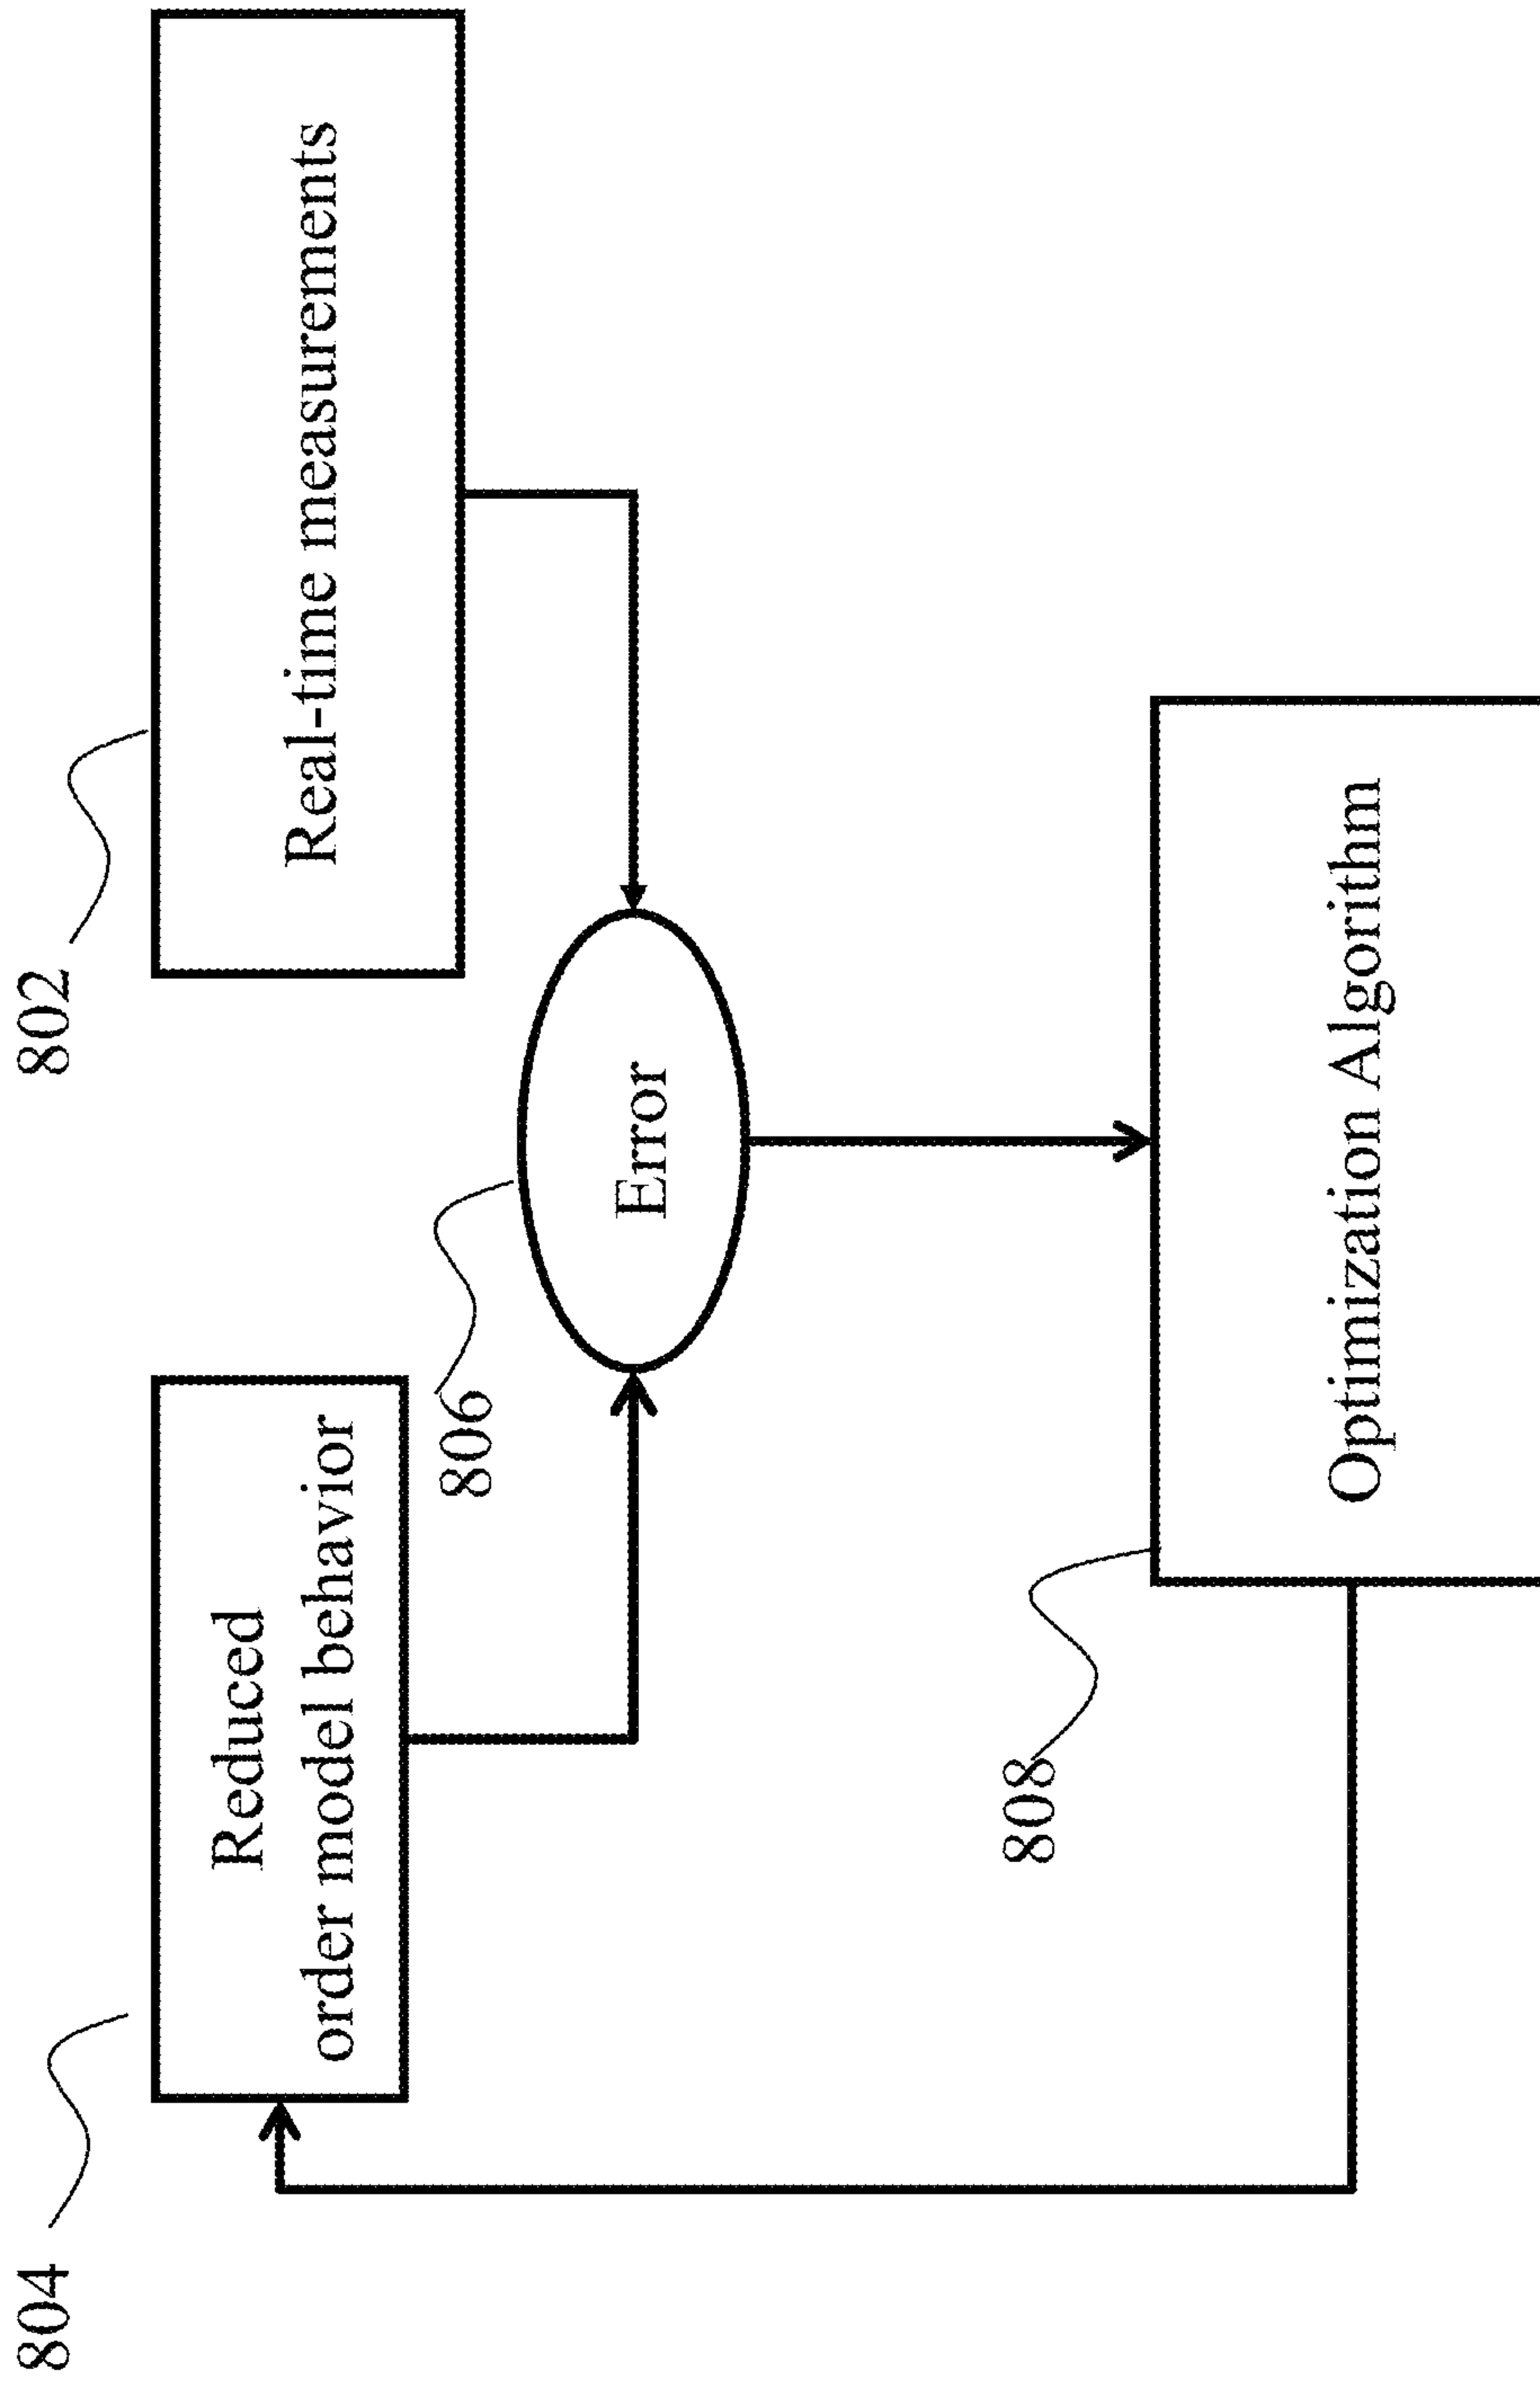 804
802
Reduced
order model behavior
Real-time measurements
806
Error
808
Optimization Algorithm